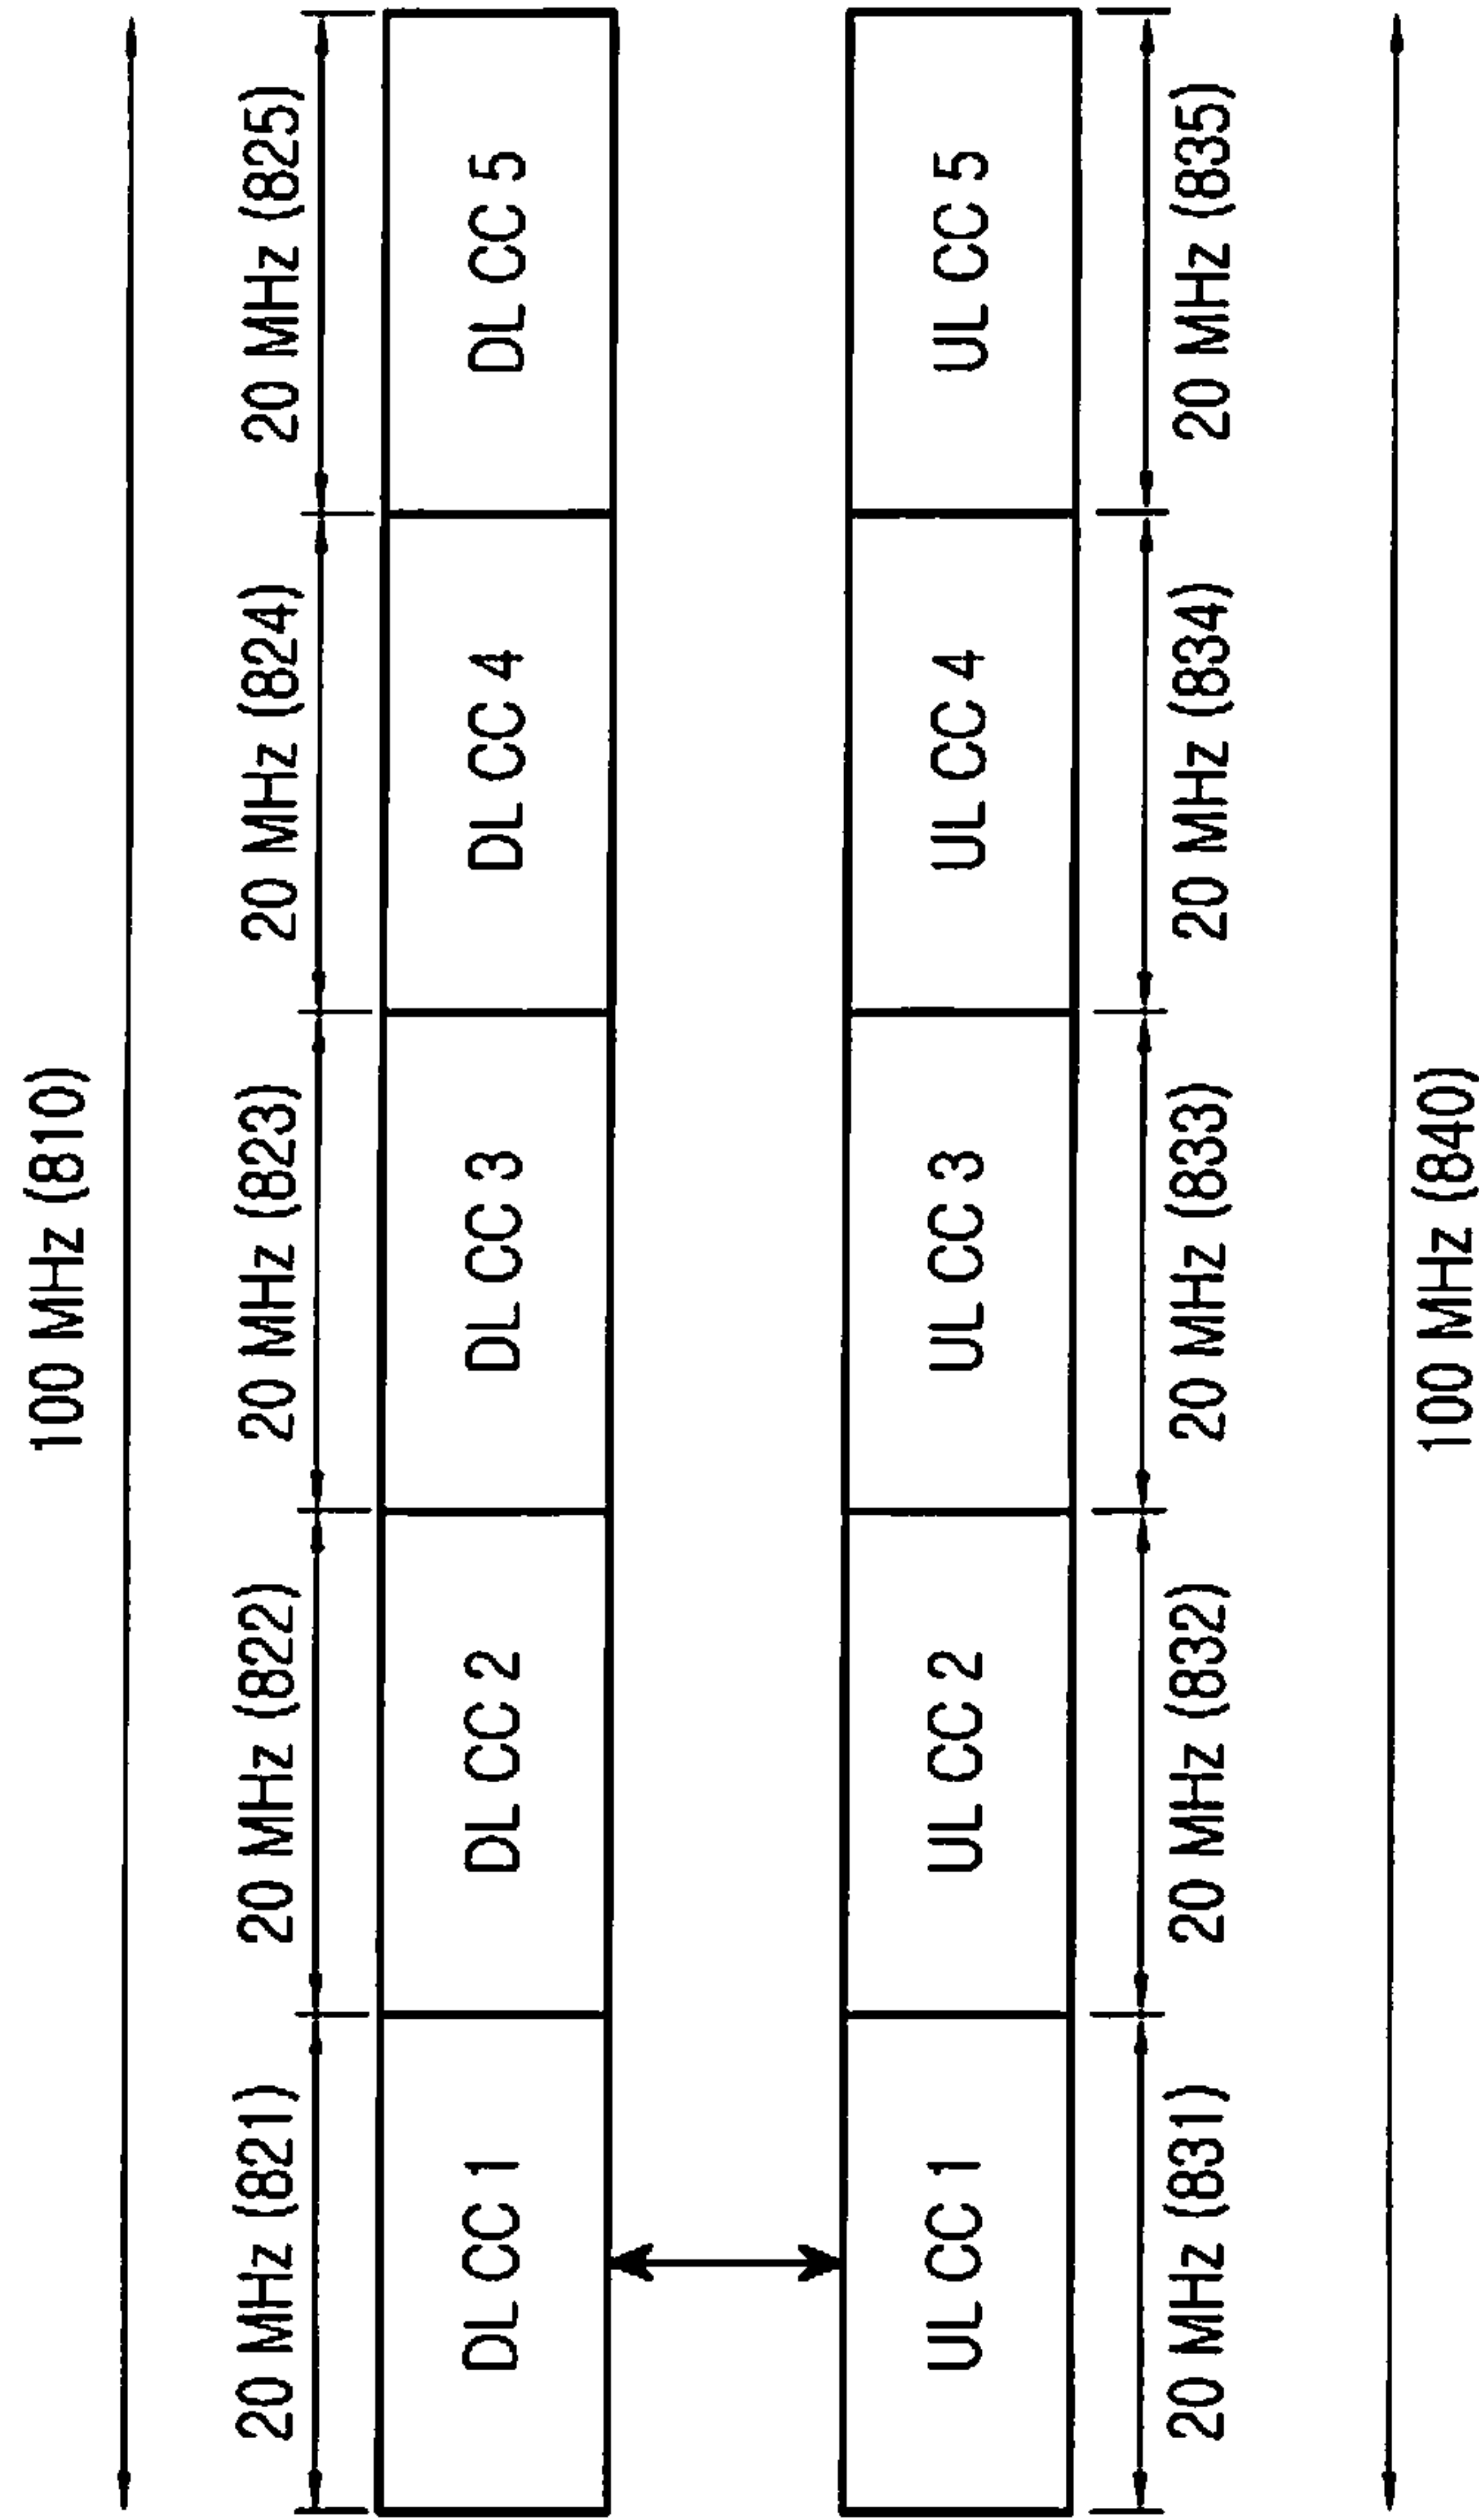 100 MHz (810)
20 MHz (821)
20 MHz (822)
20 MHz (823)
20 MHz (824)
20 MHz (825)
DL CC 1
DL CC 2
DL CC 3
DL CC 4
DL CC 5
UL CC 1
UL CC 2
UL CC 3
UL CC 4
UL CC 5
20 MHz (831)
20 MHz (832)
20 MHz (833)
20 MHz (834)
20 MHz (835)
100 MHz (840)